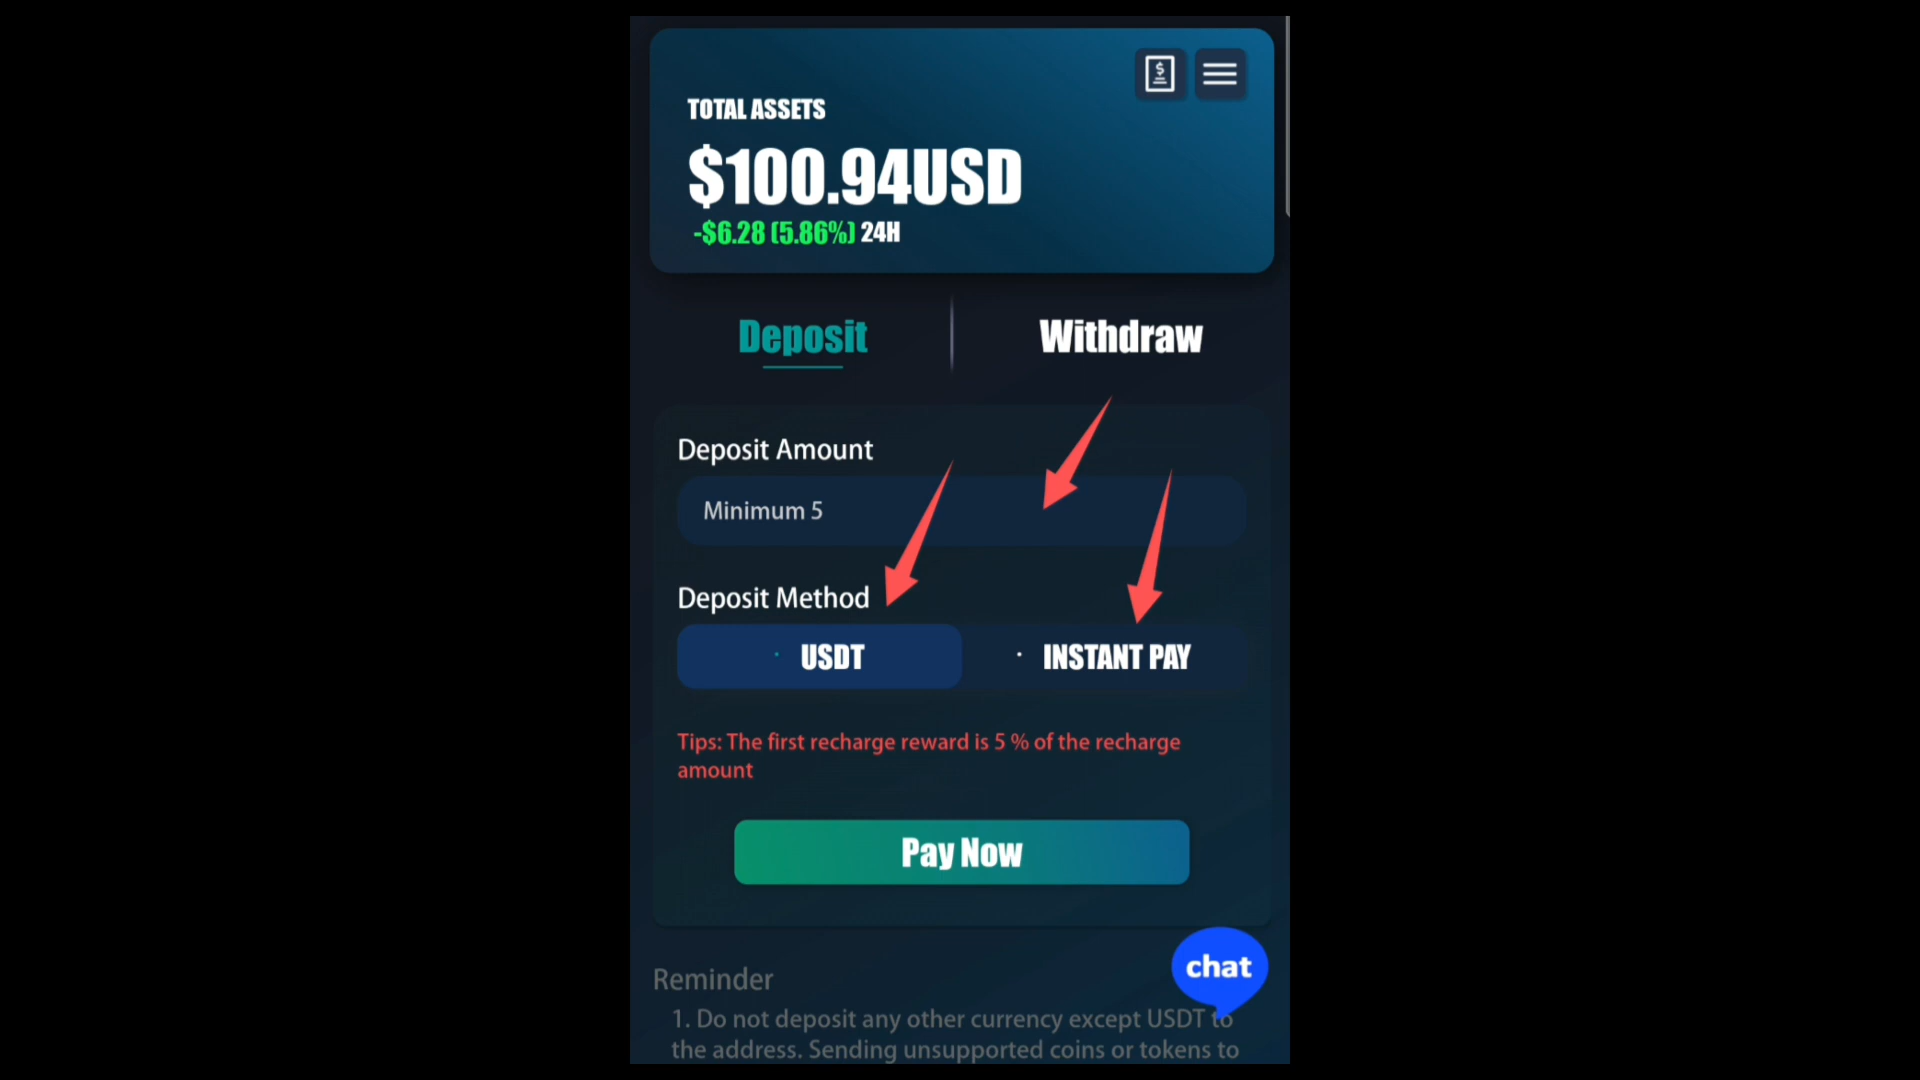 TOTAL ASSETS
$100.94USD
-$6.28 (5.86%) 24H
Deposit
Withdraw
Deposit Amount
Minimum 5
Deposit Method
USDT
INSTANT PAY
Tips: The first recharge reward is 5 % of the recharge
amount
Pay Now
chat
Reminder
1. Do not deposit any other currency except USDT to
the address. Sending unsupported coins or tokens to